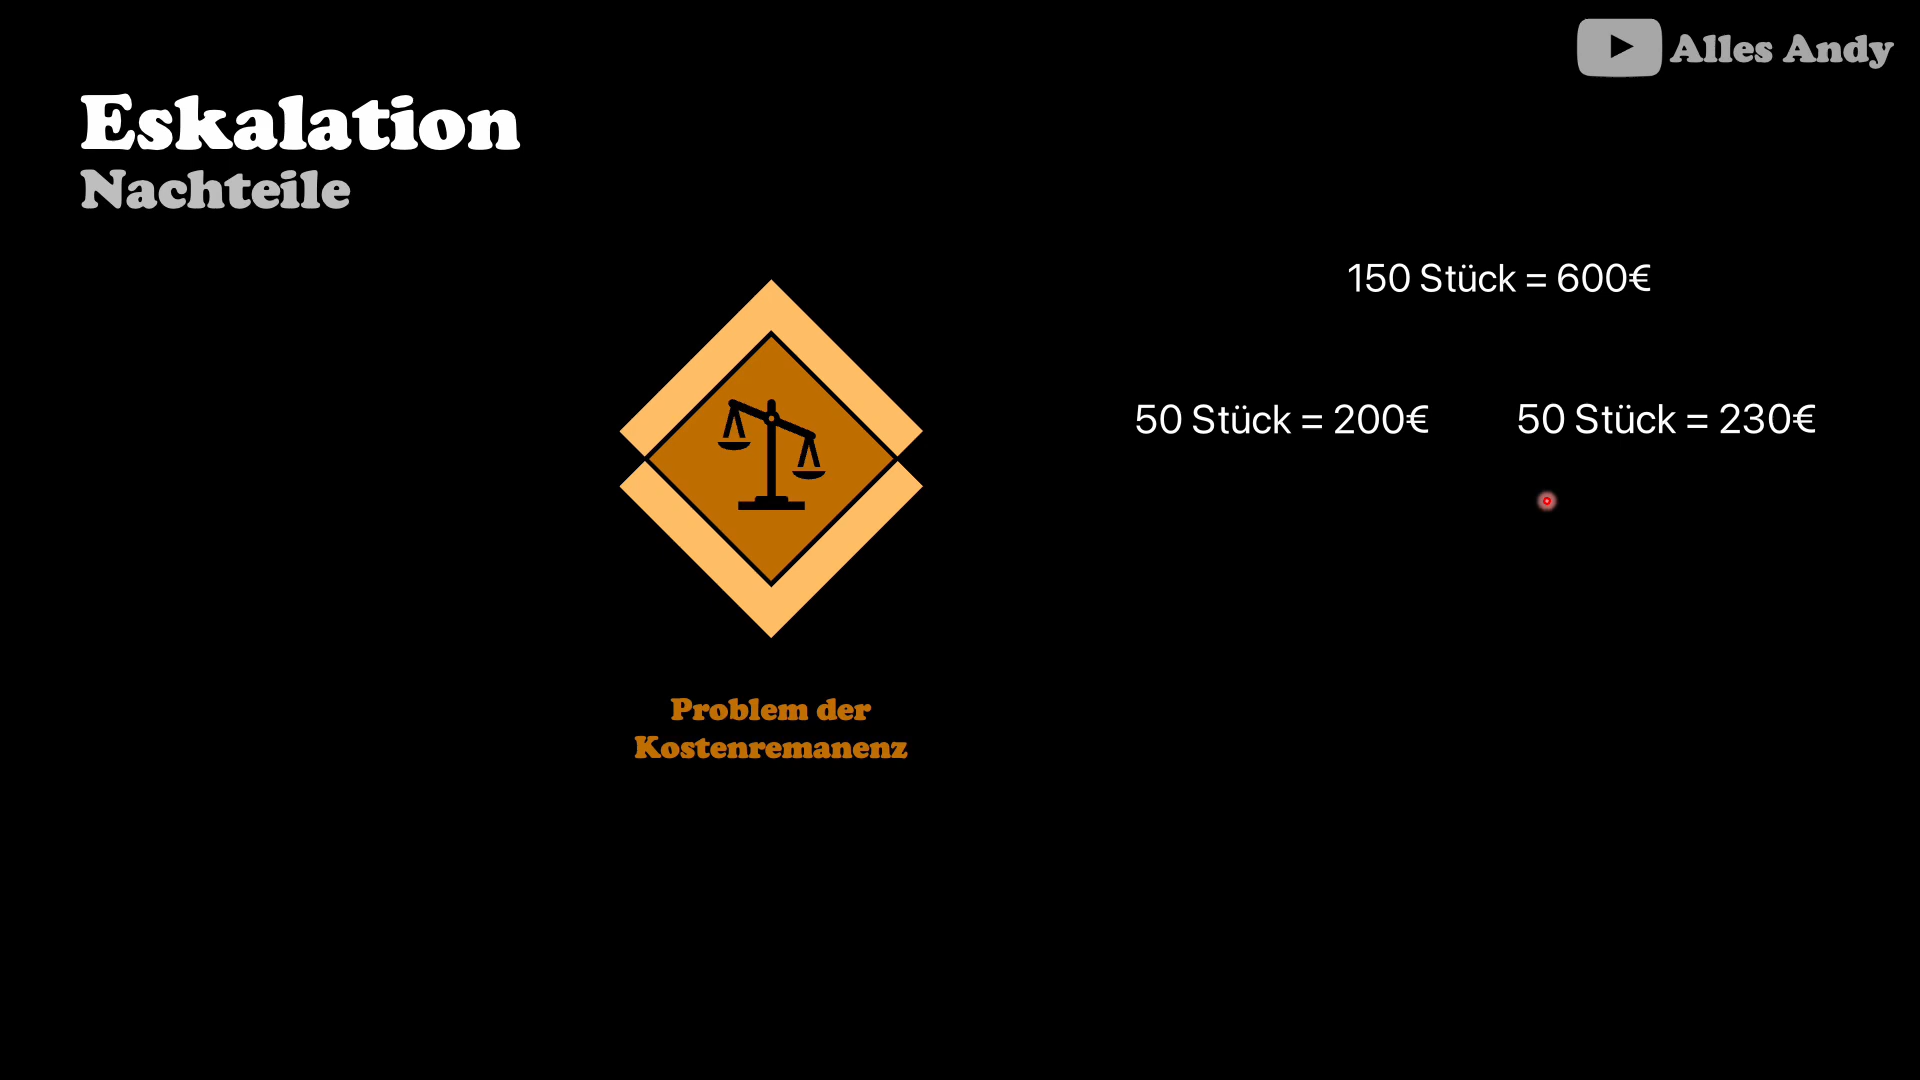 Alles Andy
Eskalation
Nachteile
150 Stück = 600€
50 Stück = 200€
50 Stück = 230€
Problem der
Kostenremanenz